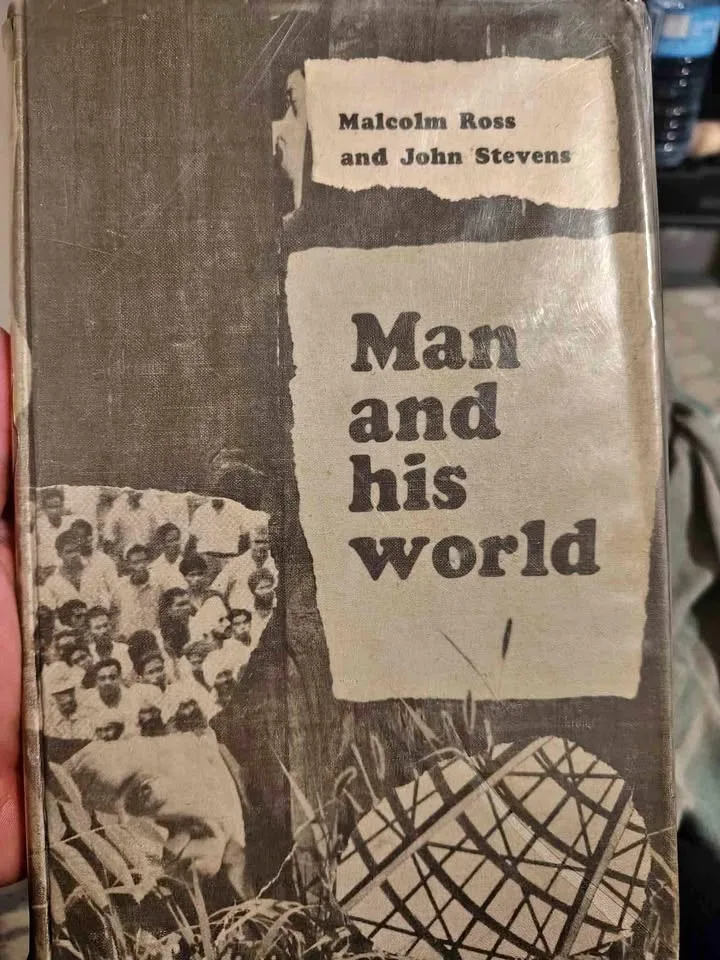 Malcolm Ross
and John Stevens
Man
and
his
world